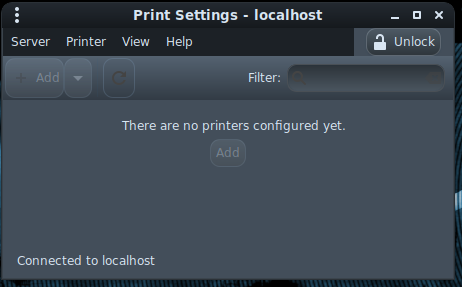 Print Settings - localhost
Server Printer View Help Unlock
Add Filter:
There are no printers configured yet.
Add
Connected to localhost